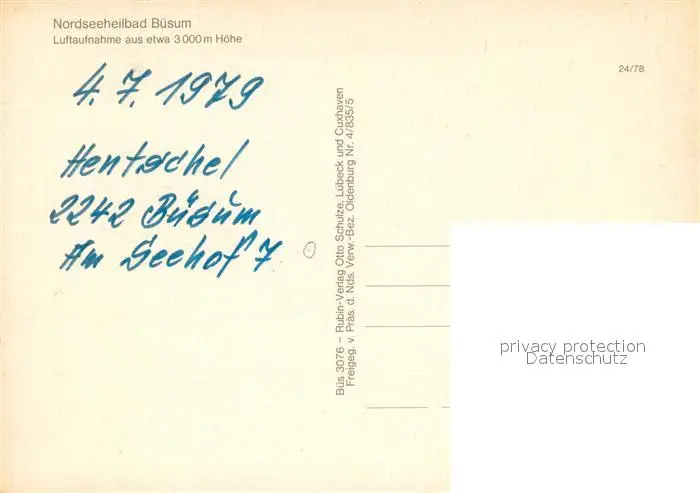 Nordseeheilbad Büsum
Luftaufnahme aus etwa 3000 m Höhe
24/78
4. 7. 1979
Hentschel
2242 Büsum
Am Seehof 7
Büs 3076 – Rubin-Verlag Otto Schulze, Lübeck und Cuxhaven
Freigeg. v. Präs. d. Nds. Verw.-Bez. Oldenburg Nr. 4/835/5
privacy protection
Datenschutz